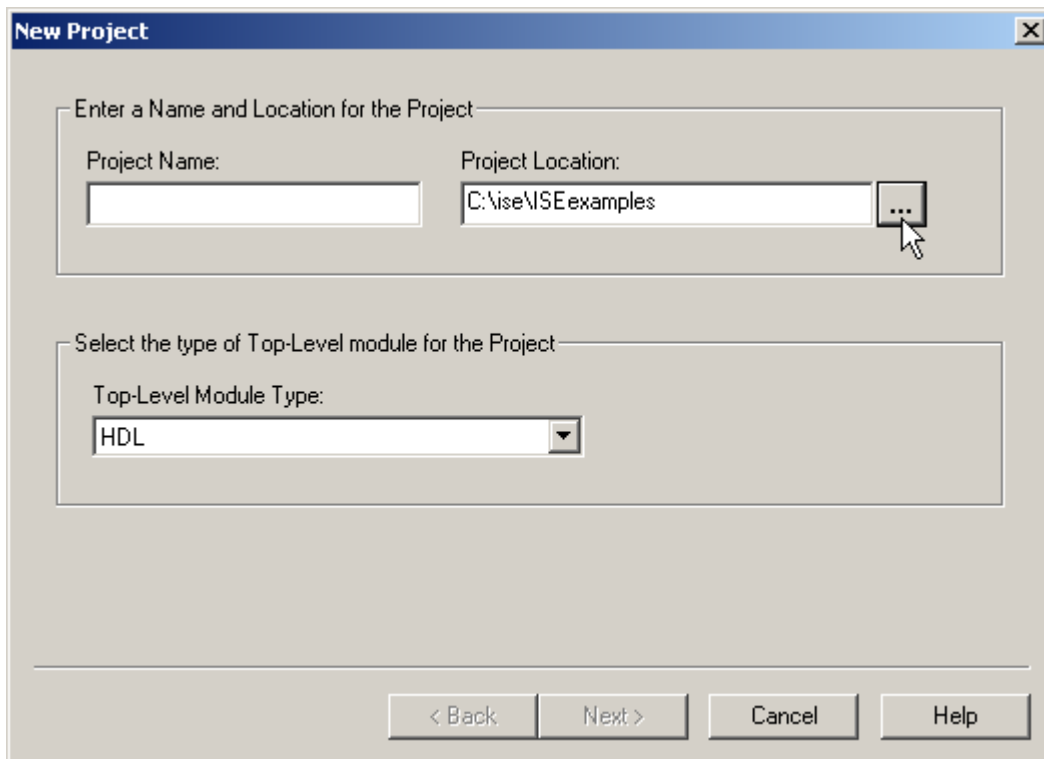 New Project
Enter a Name and Location for the Project
Project Name:
Project Location:
C:\ise\ISEexamples
...
Select the type of Top-Level module for the Project
Top-Level Module Type:
HDL
< Back
Next >
Cancel
Help